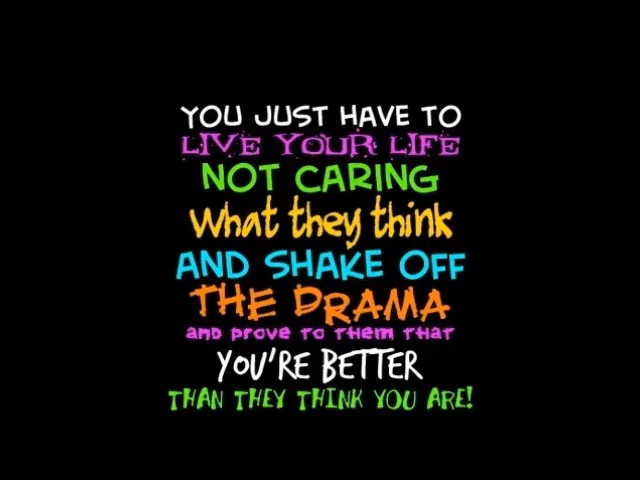 YOU JUST HAVE TO
LIVE YOUR LIFE
NOT CARING
What they think
AND SHAKE OFF
THE DRAMA
and prove to them that
YOU'RE BETTER
THAN THEY THINK YOU ARE!